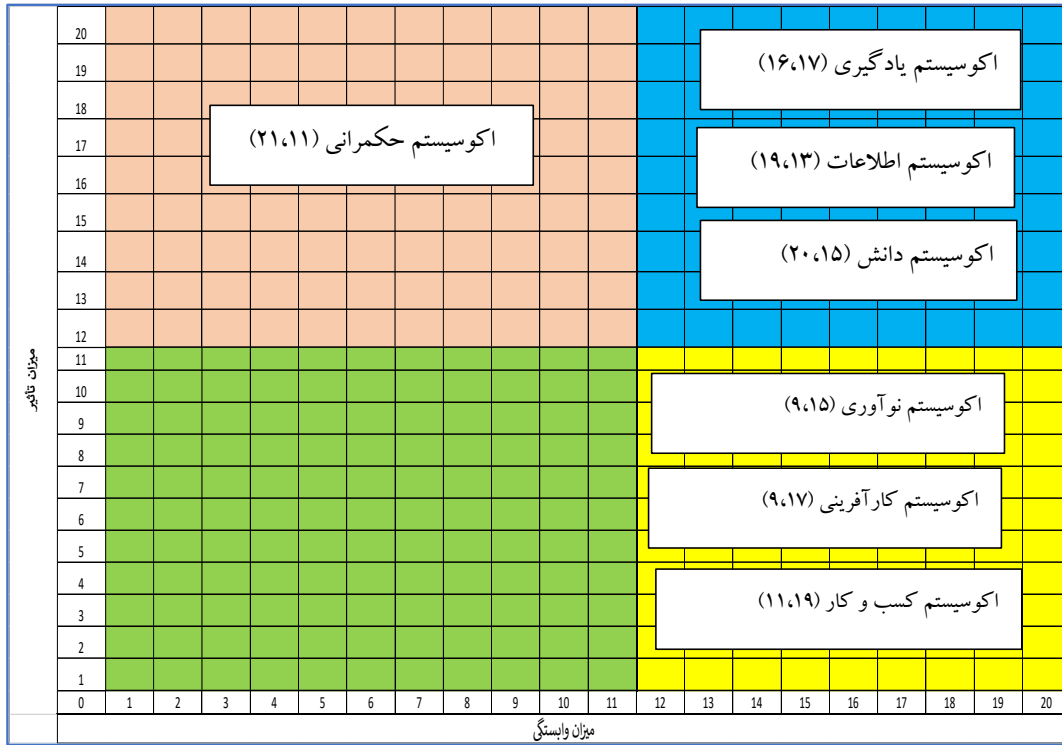 20
اکوسیستم یادگیری (۱۶،۱۷)
19
18
اکوسیستم حکمرانی (۲۱،۱۱)
17
اکوسیستم اطلاعات (۱۹،۱۳)
16
15
اکوسیستم دانش (۲۰،۱۵)
14
13
12
11
میزان تاثیر
10
اکوسیستم نوآوری (۹،۱۵)
9
8
7
اکوسیستم کارآفرینی (۹،۱۷)
6
5
4
اکوسیستم کسب و کار (۱۱،۱۹)
3
2
1
0 1 2 3 4 5 6 7 8 9 10 11 12 13 14 15 16 17 18 19 20
میزان وابستگی